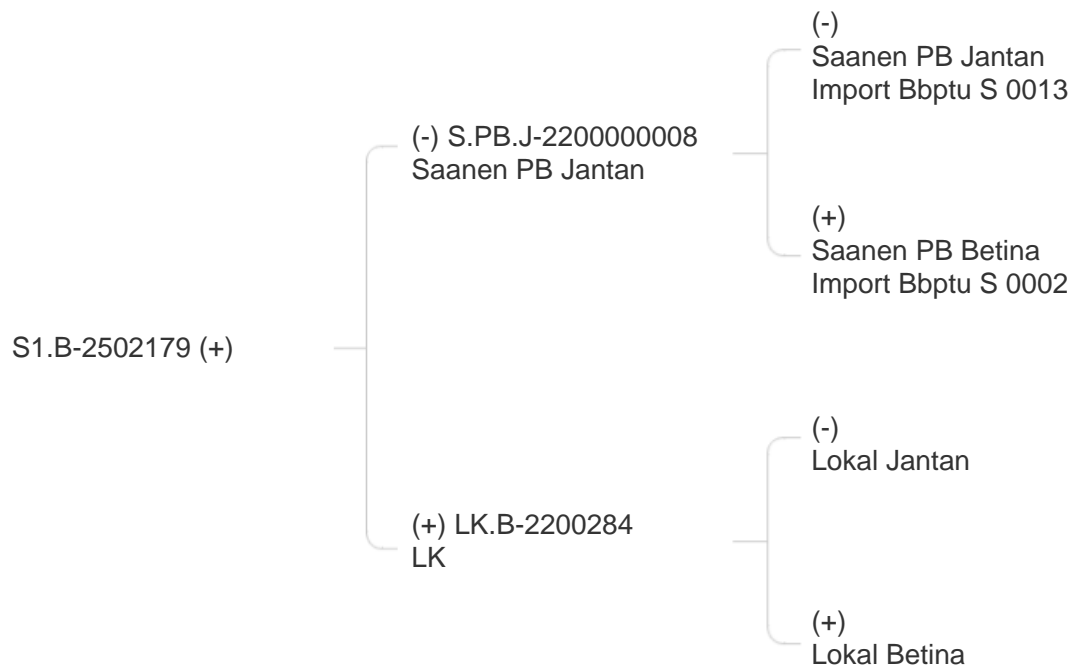 (-)
Saanen PB Jantan
Import Bbptu S 0013
(-) S.PB.J-2200000008
Saanen PB Jantan
(+)
Saanen PB Betina
Import Bbptu S 0002
S1.B-2502179 (+)
(-)
Lokal Jantan
(+) LK.B-2200284
LK
(+)
Lokal Betina